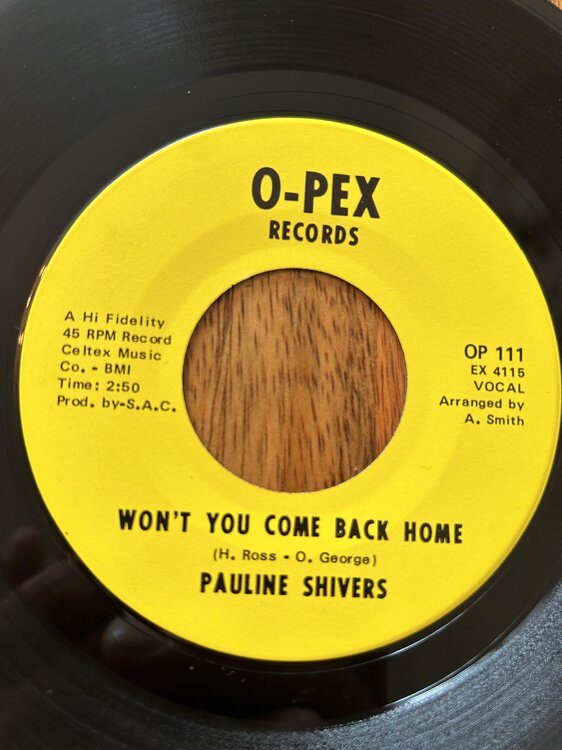 O-PEX
RECORDS
A Hi Fidelity
45 RPM Record
Celtex Music
Co. - BMI
Time: 2:50
Prod. by-S.A.C.
OP 111
EX 4115
VOCAL
Arranged by
A. Smith
WON'T YOU COME BACK HOME
(H. Ross - O. George)
PAULINE SHIVERS